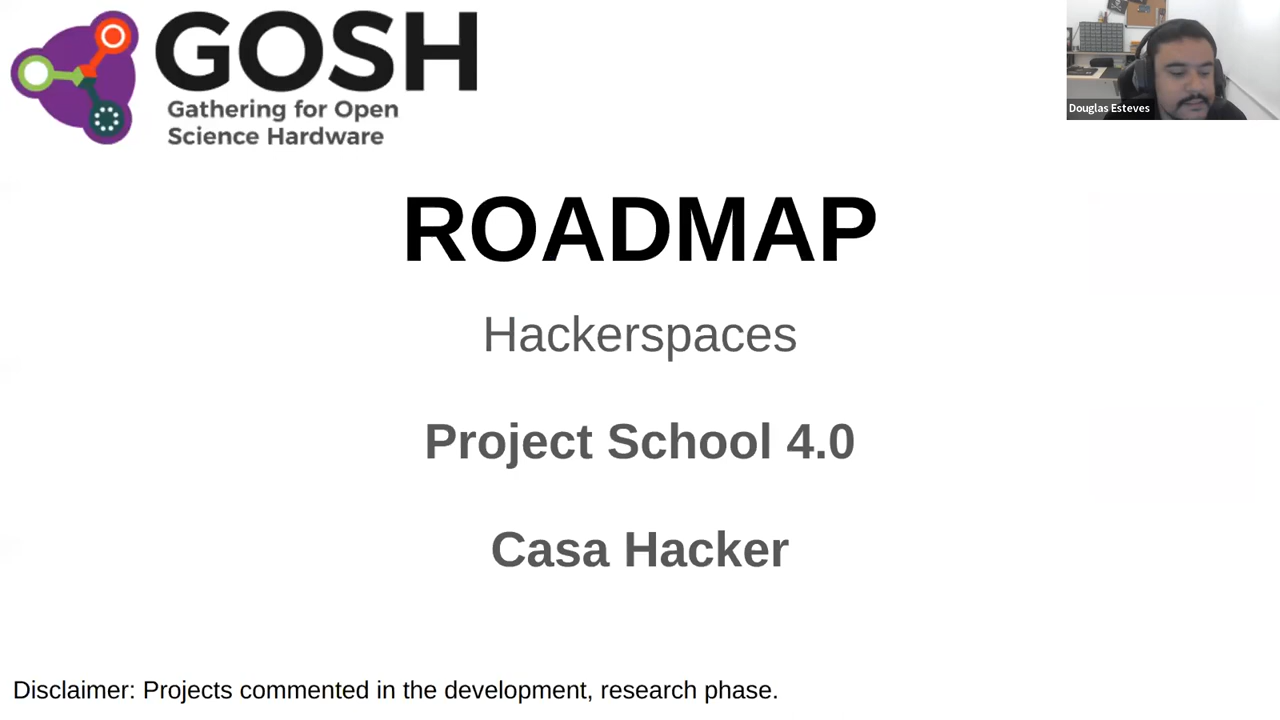 GOSH
Gathering for Open
Science Hardware
Douglas Esteves
ROADMAP
Hackerspaces
Project School 4.0
Casa Hacker
Disclaimer: Projects commented in the development, research phase.